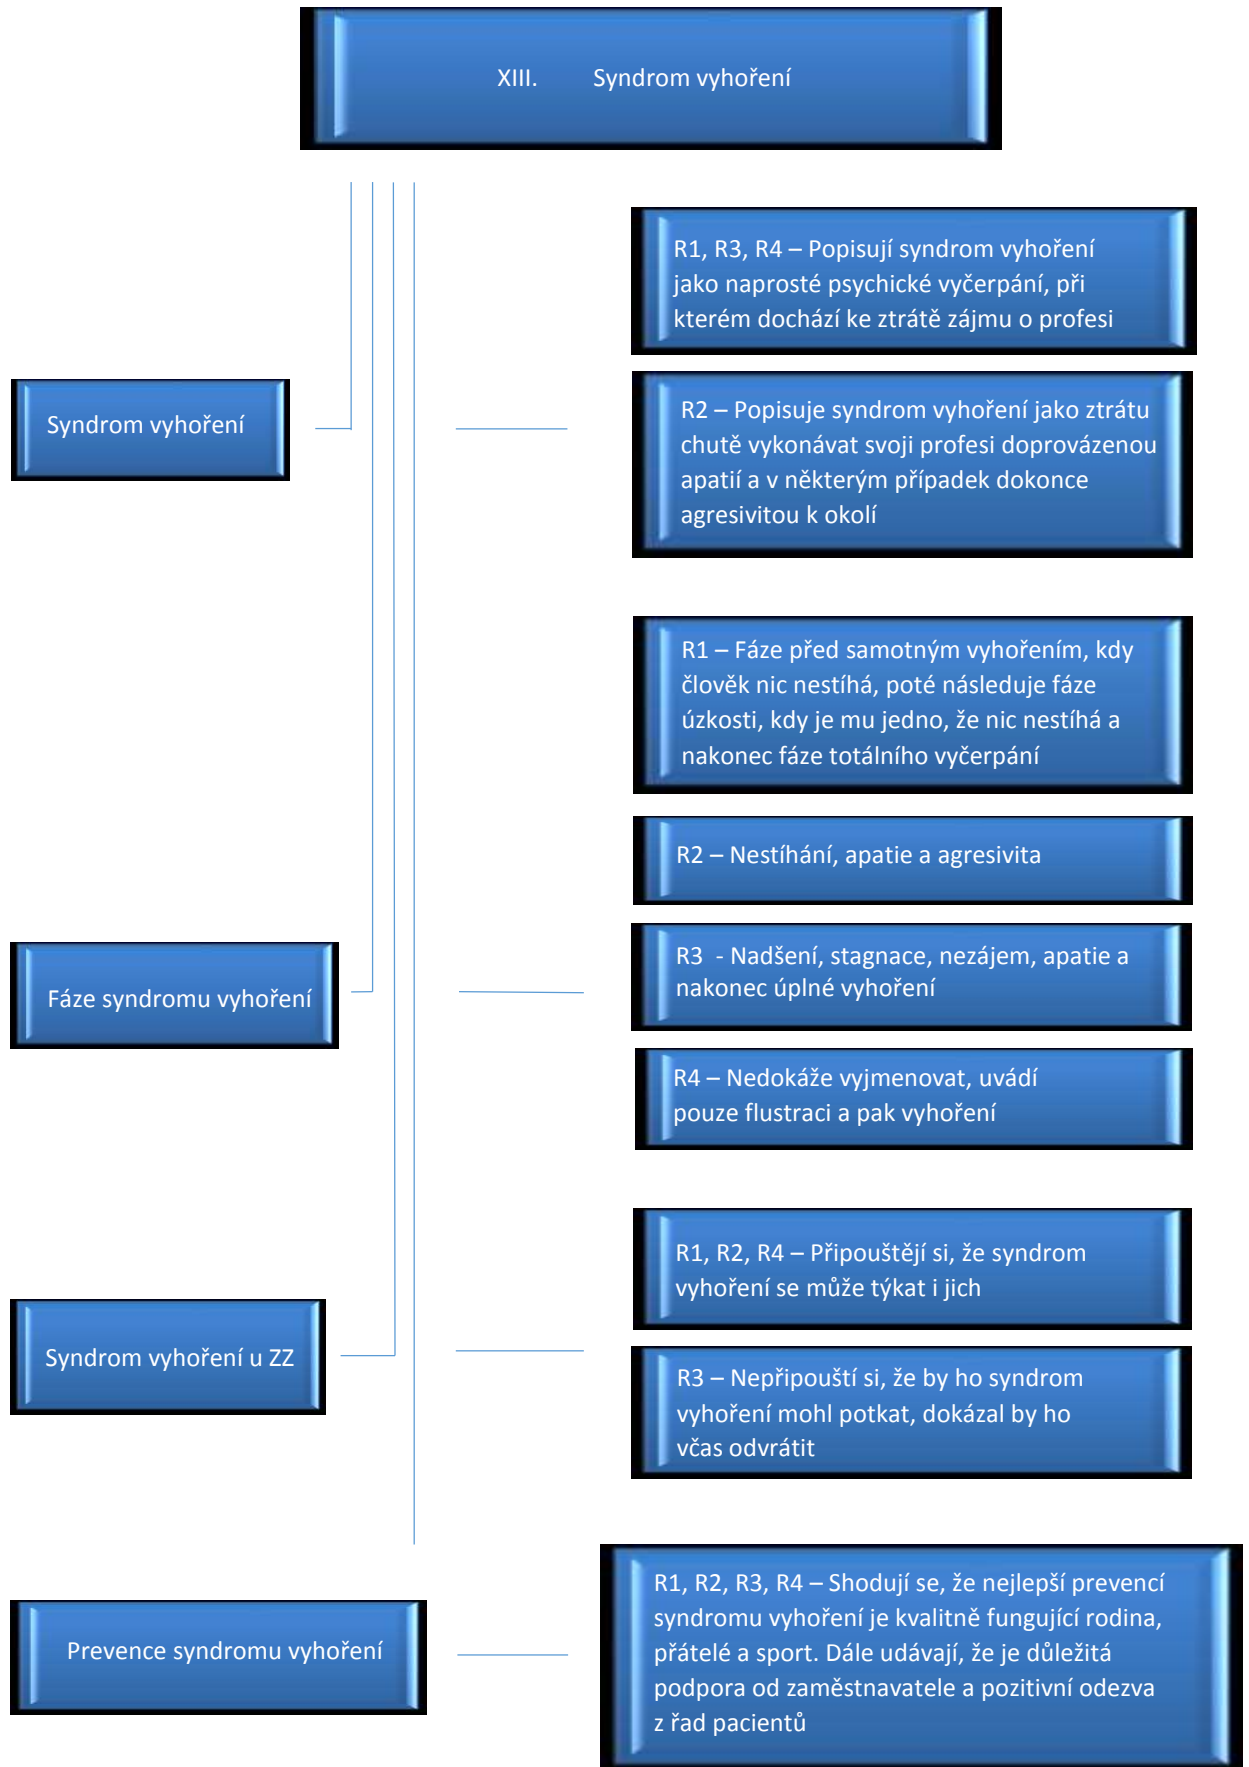 XIII. Syndrom vyhoření
Syndrom vyhoření
R1, R3, R4 – Popisují syndrom vyhoření
jako naprosté psychické vyčerpání, při
kterém dochází ke ztrátě zájmu o profesi
R2 – Popisuje syndrom vyhoření jako ztrátu
chutě vykonávat svoji profesi doprovázenou
apatií a v některým případek dokonce
agresivitou k okolí
Fáze syndromu vyhoření
R1 – Fáze před samotným vyhořením, kdy
člověk nic nestíhá, poté následuje fáze
úzkosti, kdy je mu jedno, že nic nestíhá a
nakonec fáze totálního vyčerpání
R2 – Nestíhání, apatie a agresivita
R3 - Nadšení, stagnace, nezájem, apatie a
nakonec úplné vyhoření
R4 – Nedokáže vyjmenovat, uvádí
pouze flustraci a pak vyhoření
Syndrom vyhoření u ZZ
R1, R2, R4 – Připouštějí si, že syndrom
vyhoření se může týkat i jich
R3 – Nepřipouští si, že by ho syndrom
vyhoření mohl potkat, dokázal by ho
včas odvrátit
Prevence syndromu vyhoření
R1, R2, R3, R4 – Shodují se, že nejlepší prevencí
syndromu vyhoření je kvalitně fungující rodina,
přátelé a sport. Dále udávají, že je důležitá
podpora od zaměstnavatele a pozitivní odezva
z řad pacientů